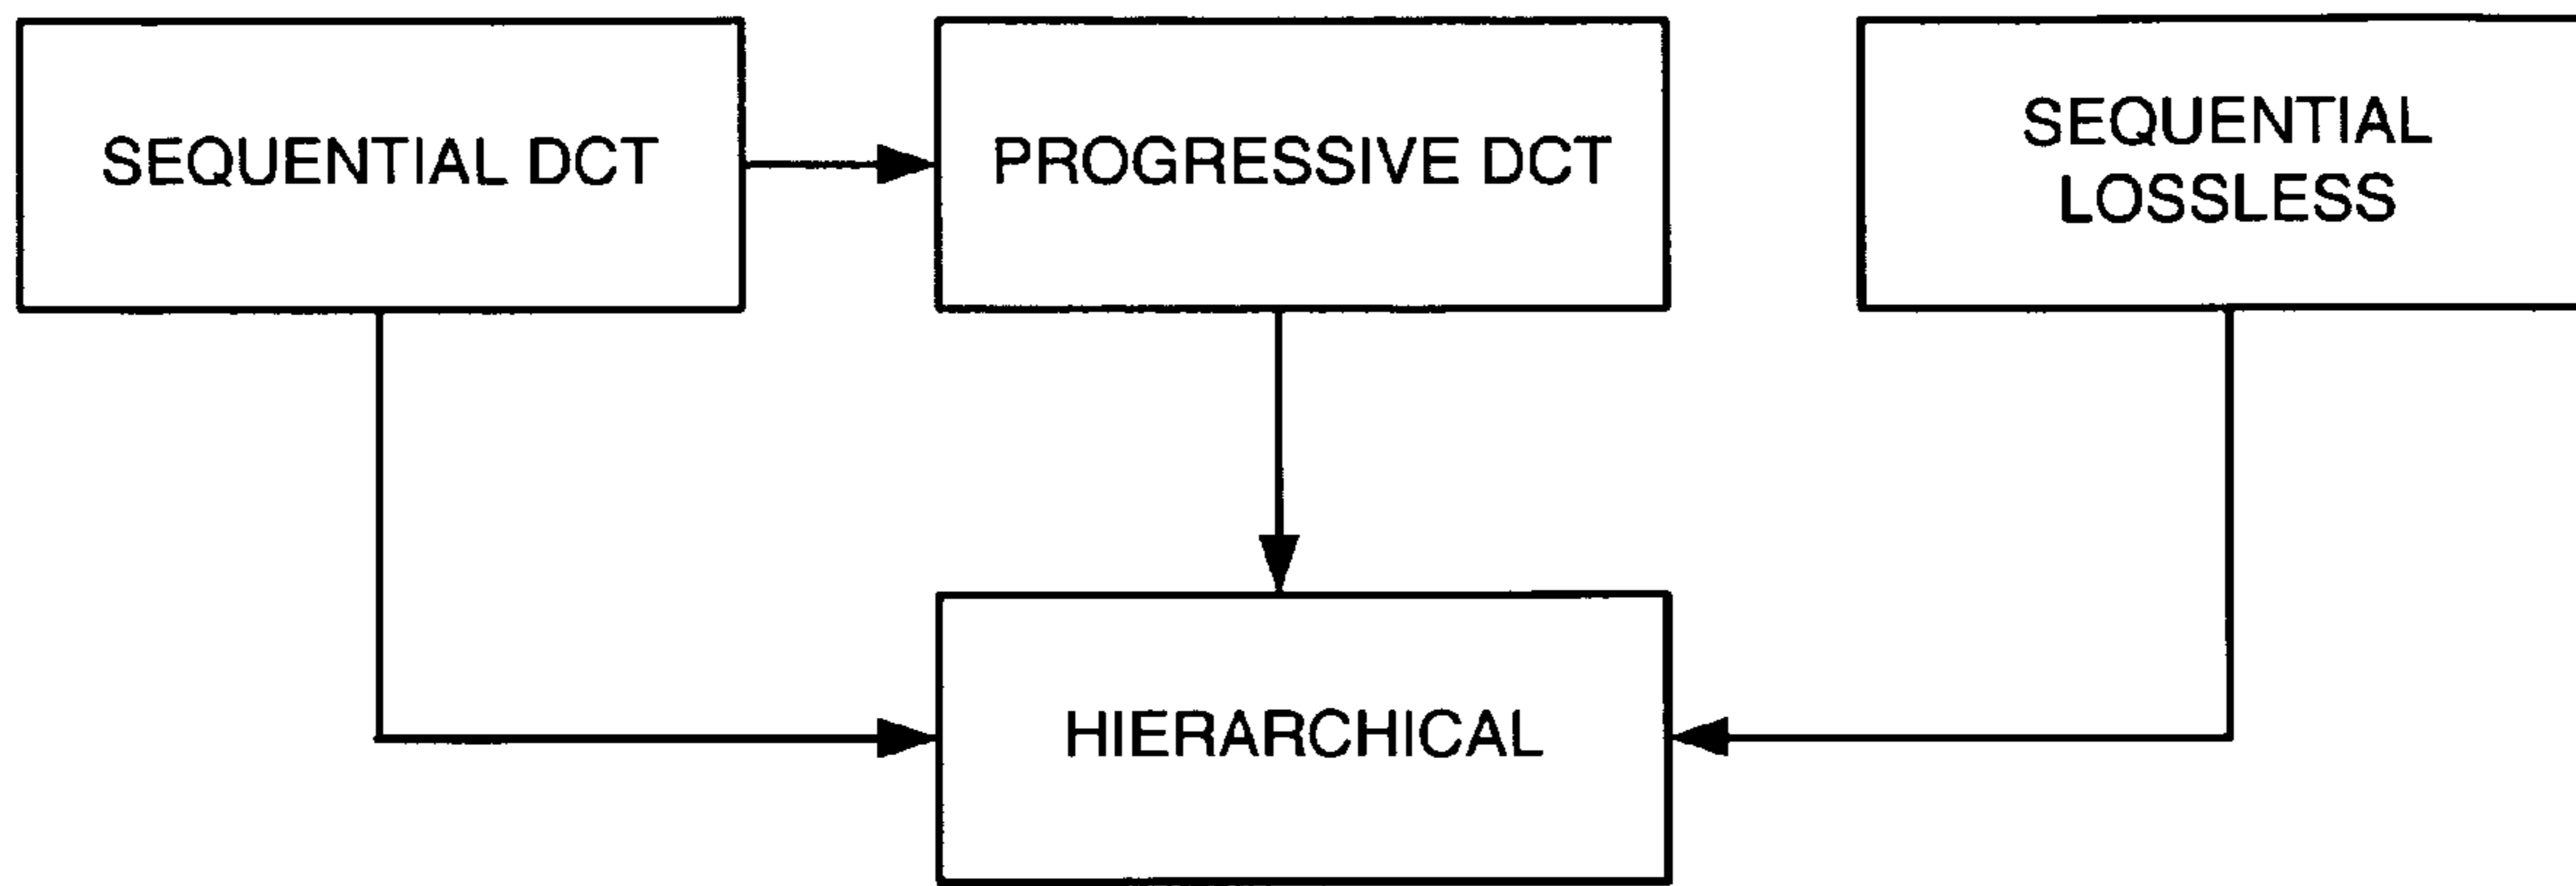 SEQUENTIAL DCT
PROGRESSIVE DCT
SEQUENTIAL
LOSSLESS
HIERARCHICAL